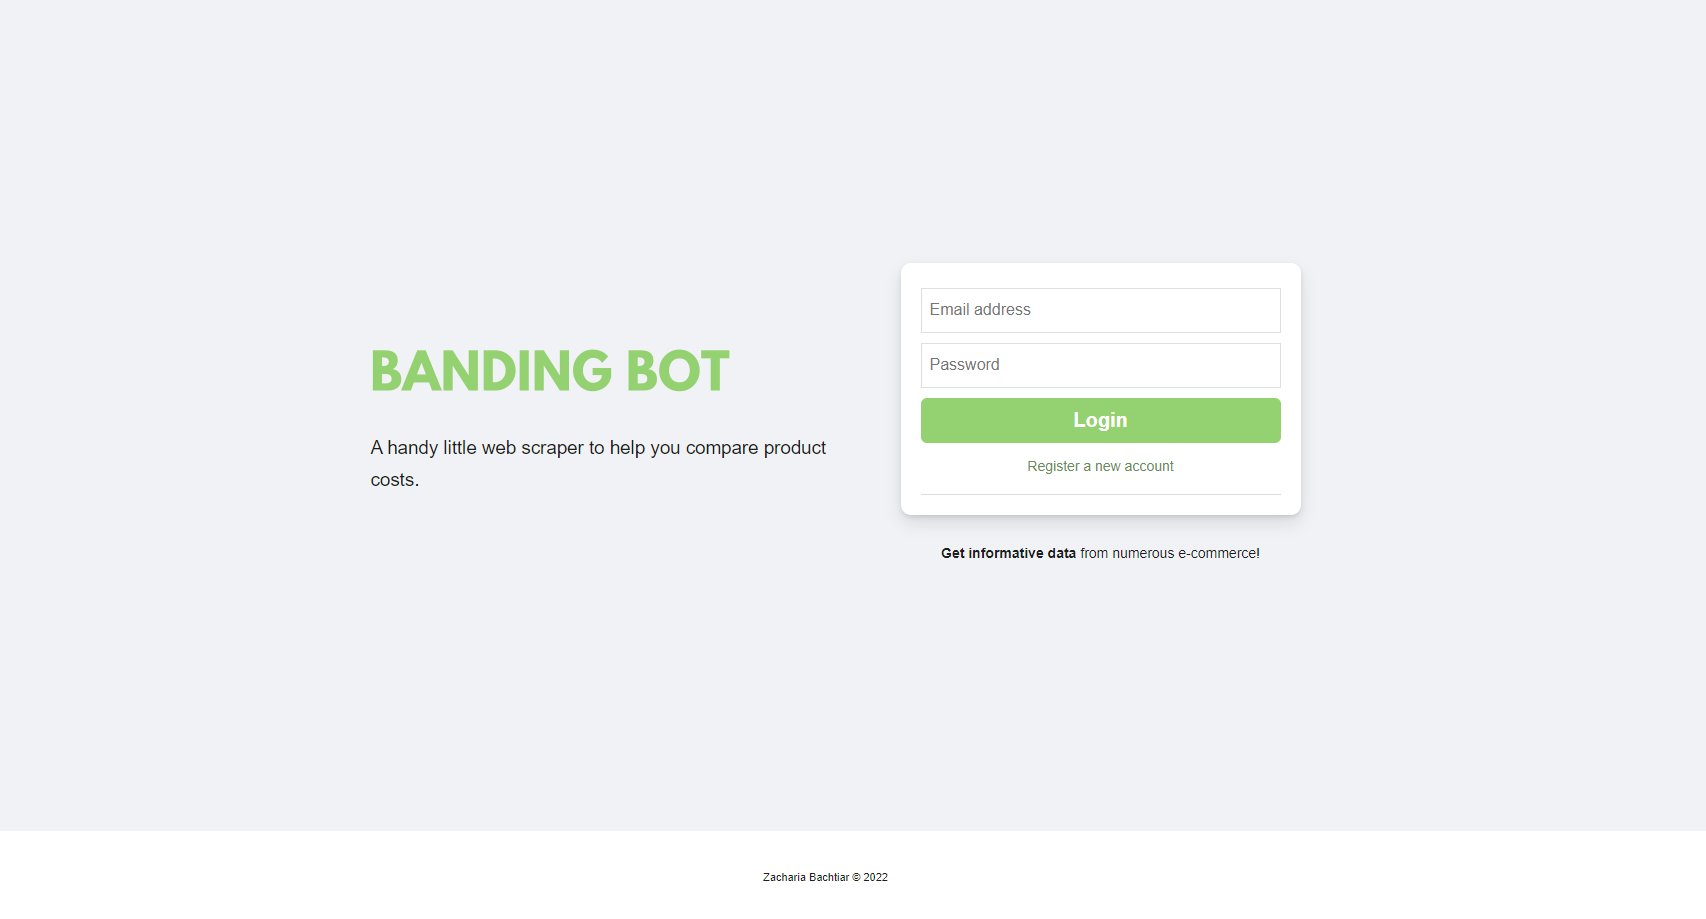 BANDING BOT
A handy little web scraper to help you compare product
costs.
Email address
Password
Login
Register a new account
Get informative data from numerous e-commerce!
Zacharia Bachtiar © 2022